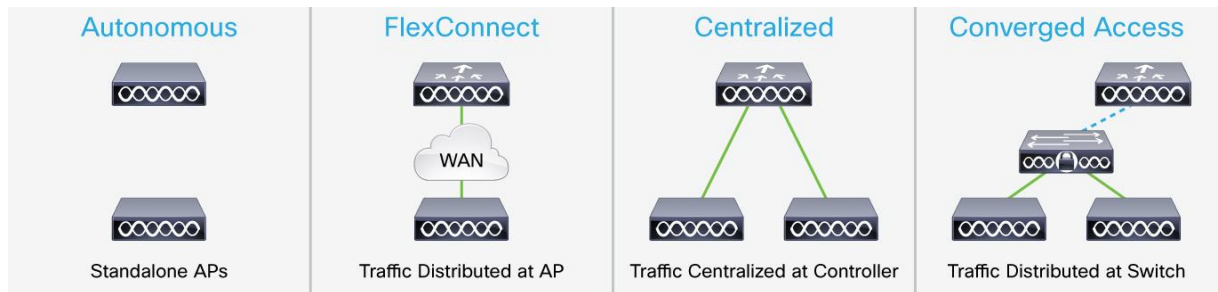 Autonomous
FlexConnect
Centralized
Converged Access
WAN
Standalone APs
Traffic Distributed at AP
Traffic Centralized at Controller
Traffic Distributed at Switch